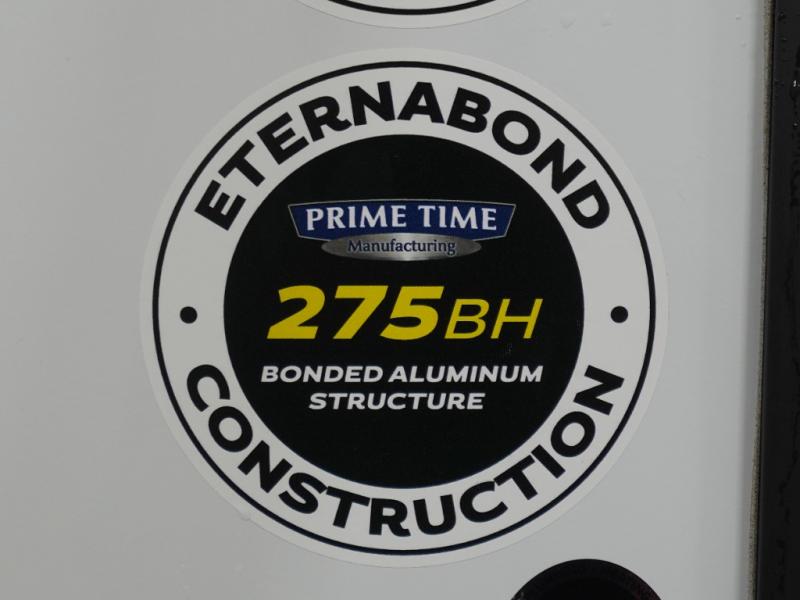 ETERNABOND
PRIME TIME
Manufacturing
275BH
BONDED ALUMINUM
STRUCTURE
CONSTRUCTION